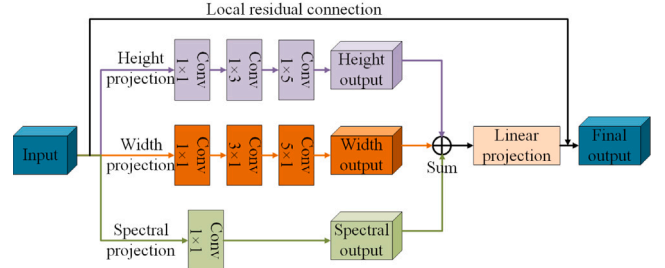 Local residual connection
Height
projection
Conv
1×1
Conv
1×3
Conv
1×5
Height
output
Input
Width
projection
Conv
1×1
Conv
3×1
Conv
5×1
Width
output
Sum
Linear
projection
Final
output
Spectral
projection
Conv
1×1
Spectral
output